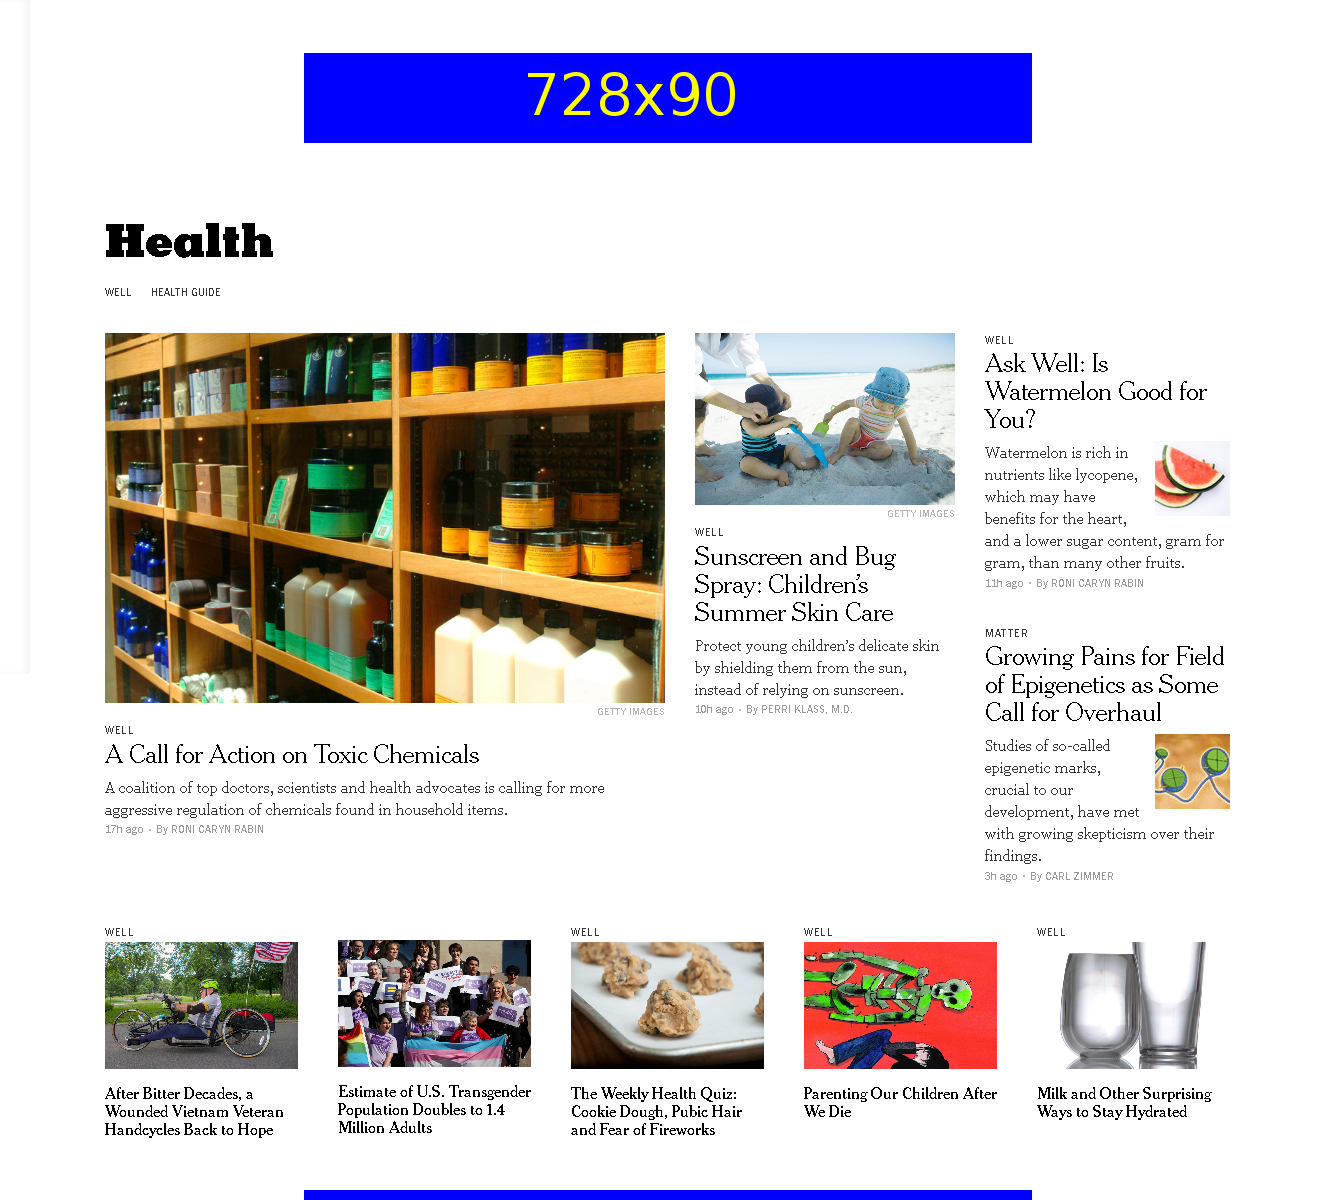 728x90
Health
WELL HEALTH GUIDE
GETTY IMAGES
WELL
A Call for Action on Toxic Chemicals
A coalition of top doctors, scientists and health advocates is calling for more
aggressive regulation of chemicals found in household items.
17h ago • By RONI CARYN RABIN
GETTY IMAGES
WELL
Sunscreen and Bug
Spray: Children's
Summer Skin Care
Protect young children's delicate skin
by shielding them from the sun,
instead of relying on sunscreen.
10h ago • By PERRI KLASS, M.D.
WELL
Ask Well: Is
Watermelon Good for
You?
Watermelon is rich in
nutrients like lycopene,
which may have
benefits for the heart,
and a lower sugar content, gram for
gram, than many other fruits.
11h ago • By RONI CARYN RABIN
MATTER
Growing Pains for Field
of Epigenetics as Some
Call for Overhaul
Studies of so-called
epigenetic marks,
crucial to our
development, have met
with growing skepticism over their
findings.
3h ago • By CARL ZIMMER
WELL
After Bitter Decades, a
Wounded Vietnam Veteran
Handcycles Back to Hope
Estimate of U.S. Transgender
Population Doubles to 1.4
Million Adults
WELL
The Weekly Health Quiz:
Cookie Dough, Pubic Hair
and Fear of Fireworks
WELL
Parenting Our Children After
We Die
WELL
Milk and Other Surprising
Ways to Stay Hydrated